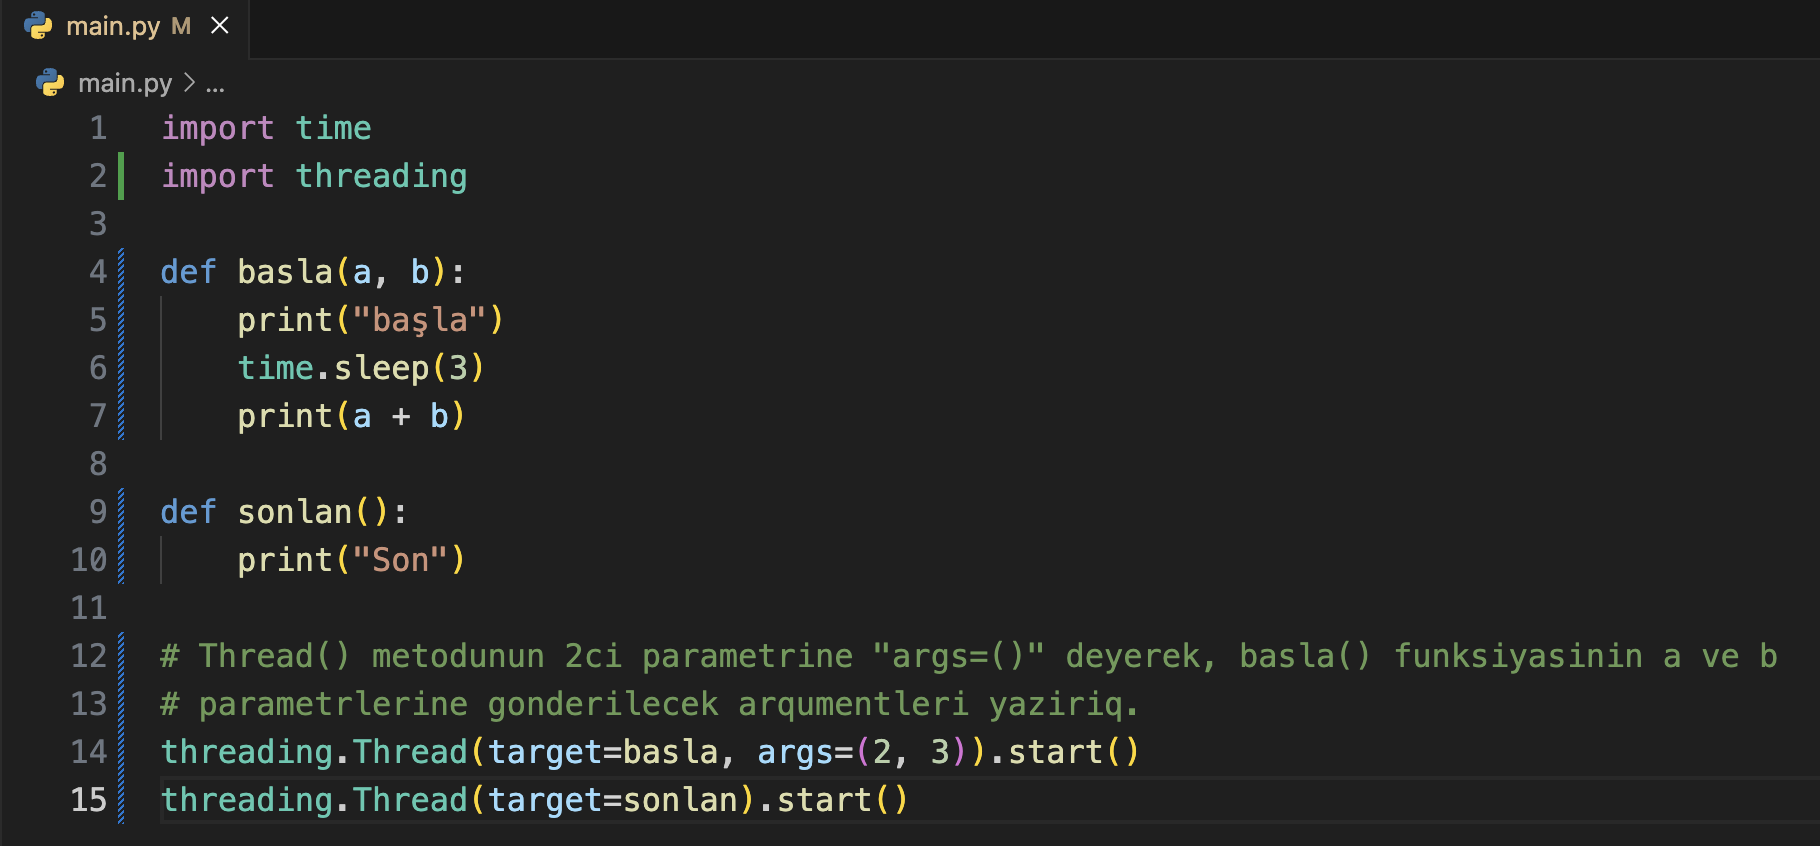 main.py M
main.py > ...
1 import time
2 import threading
3
4 def basla(a, b):
5     print("başla")
6     time.sleep(3)
7     print(a + b)
8
9 def sonlan():
10     print("Son")
11
12 # Thread() metodunun 2ci parametrine "args=()" deyerek, basla() funksiyasinin a ve b
13 # parametrlerine gonderilecek arqumentleri yaziriq.
14 threading.Thread(target=basla, args=(2, 3)).start()
15 threading.Thread(target=sonlan).start()